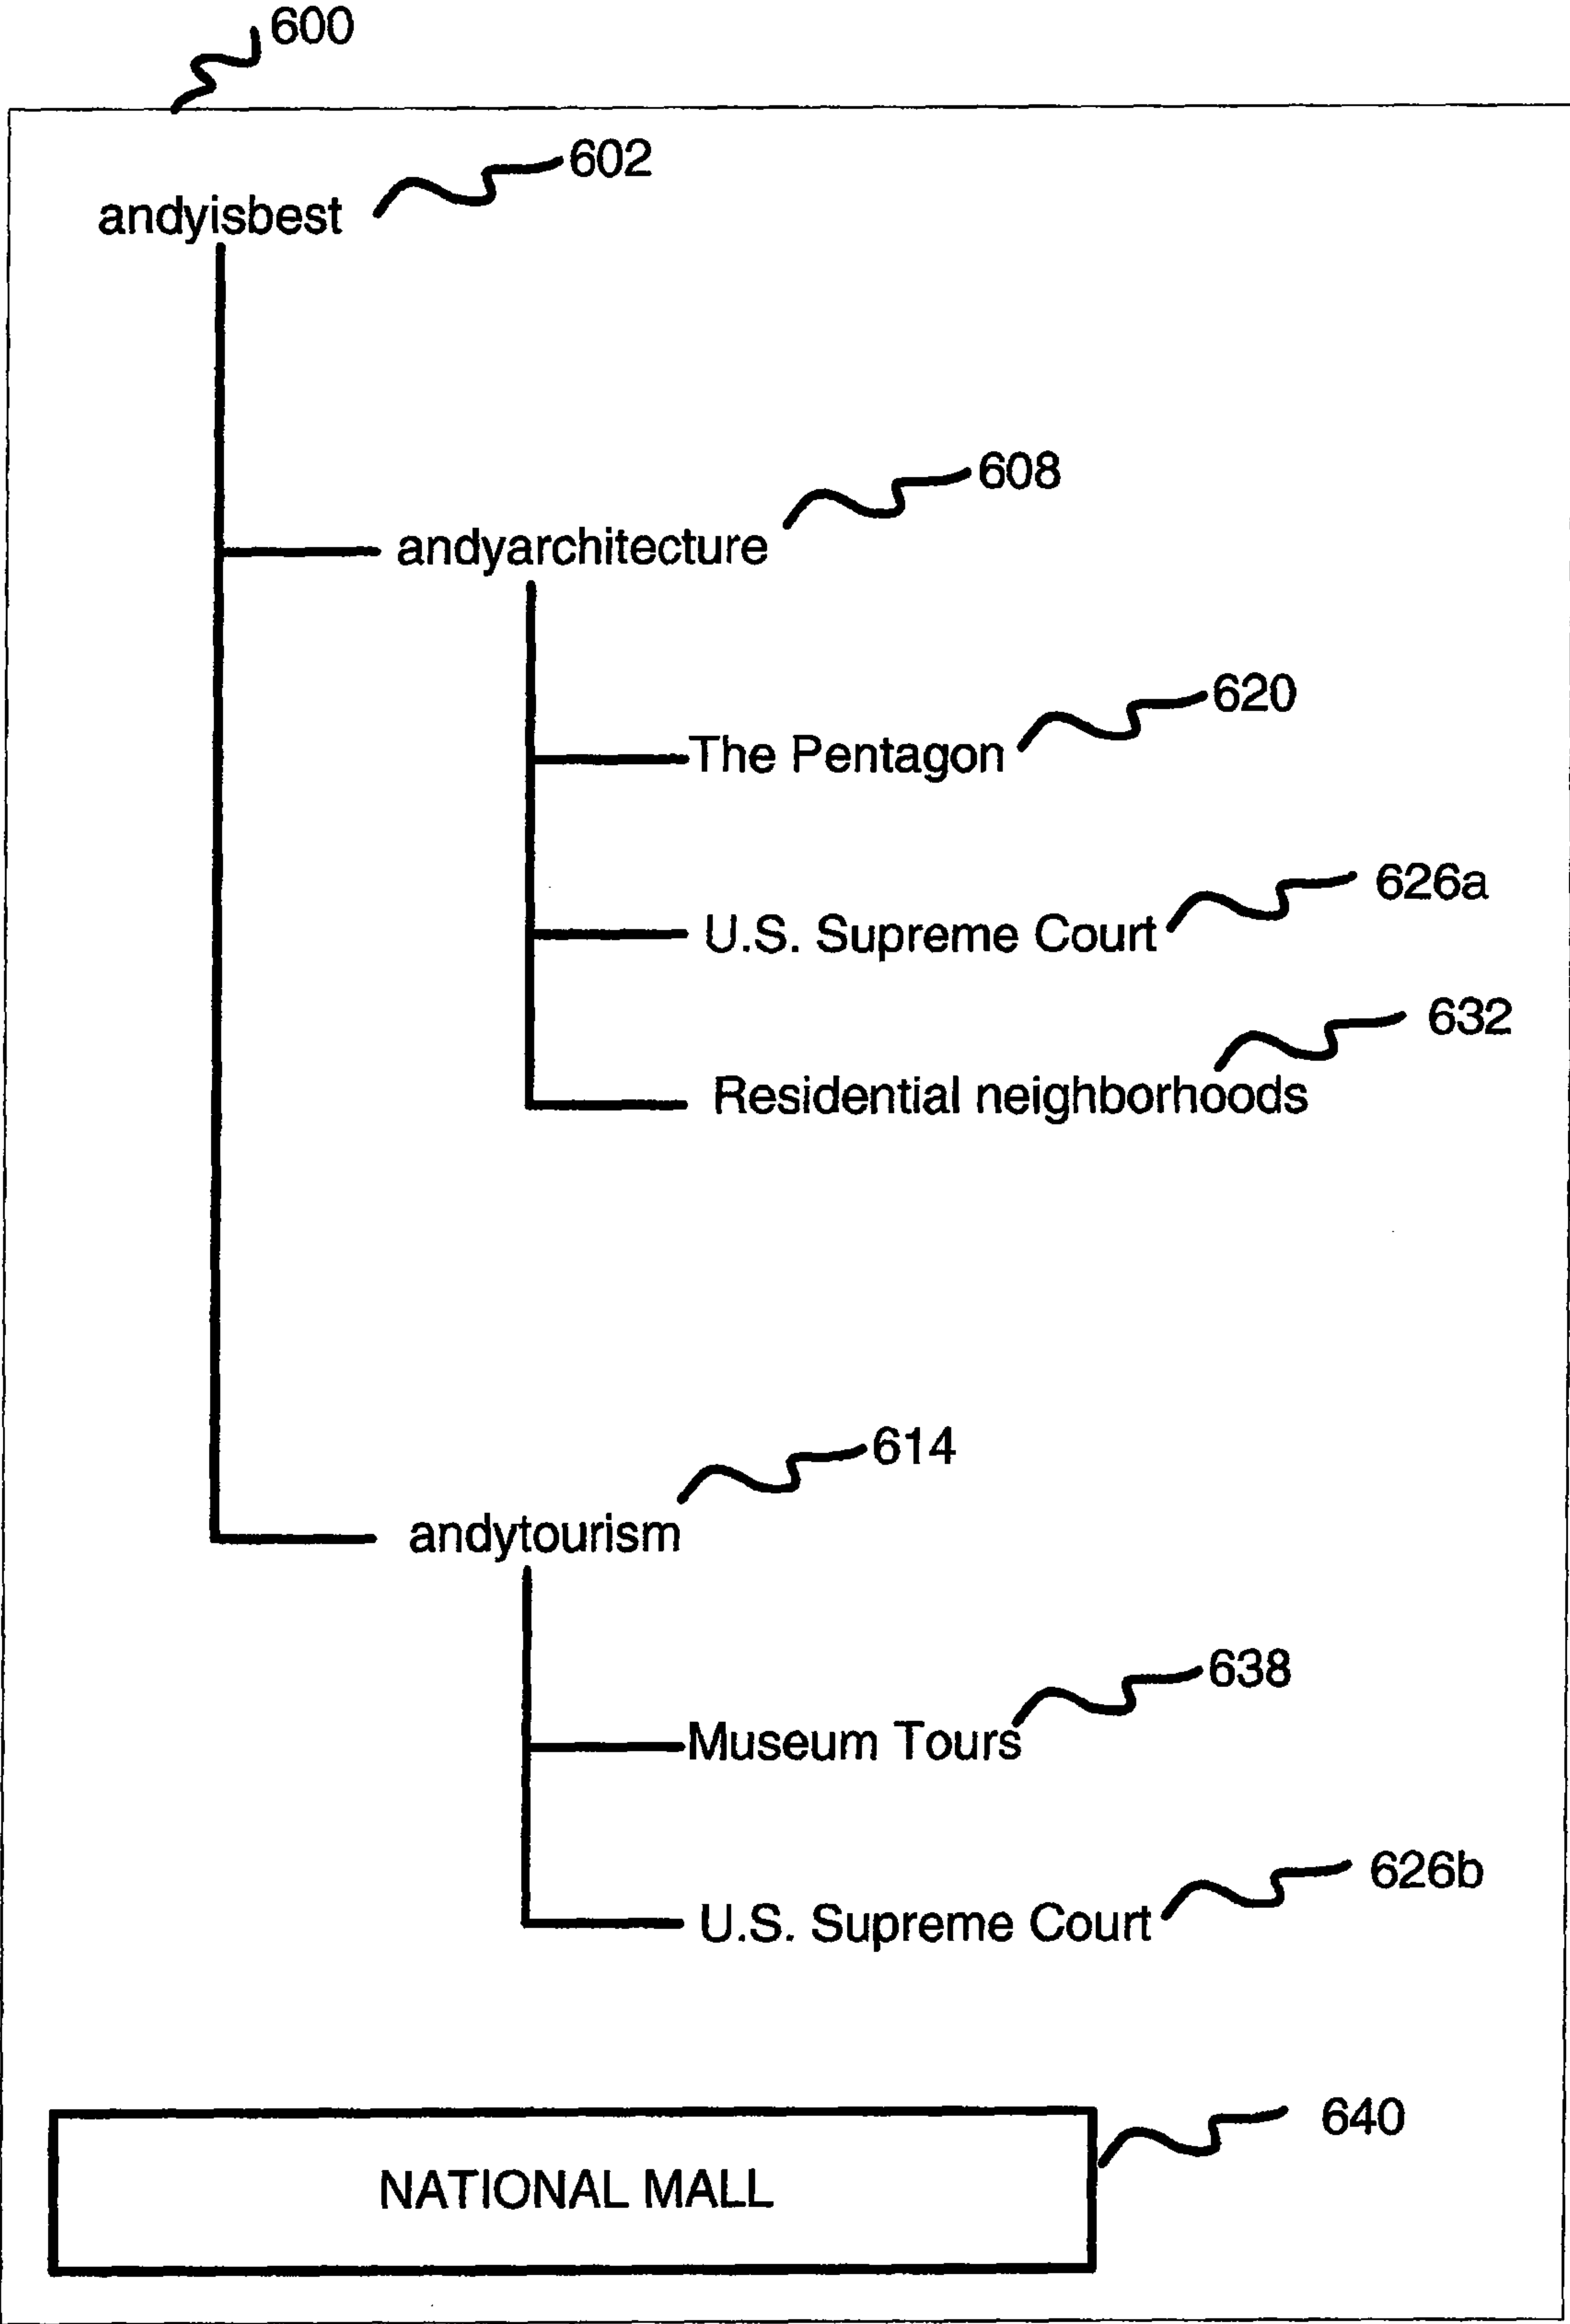 600
602
andyisbest
608
andyarchitecture
620
The Pentagon
626a
U.S. Supreme Court
632
Residential neighborhoods
614
andytourism
638
Museum Tours
626b
U.S. Supreme Court
640
NATIONAL MALL